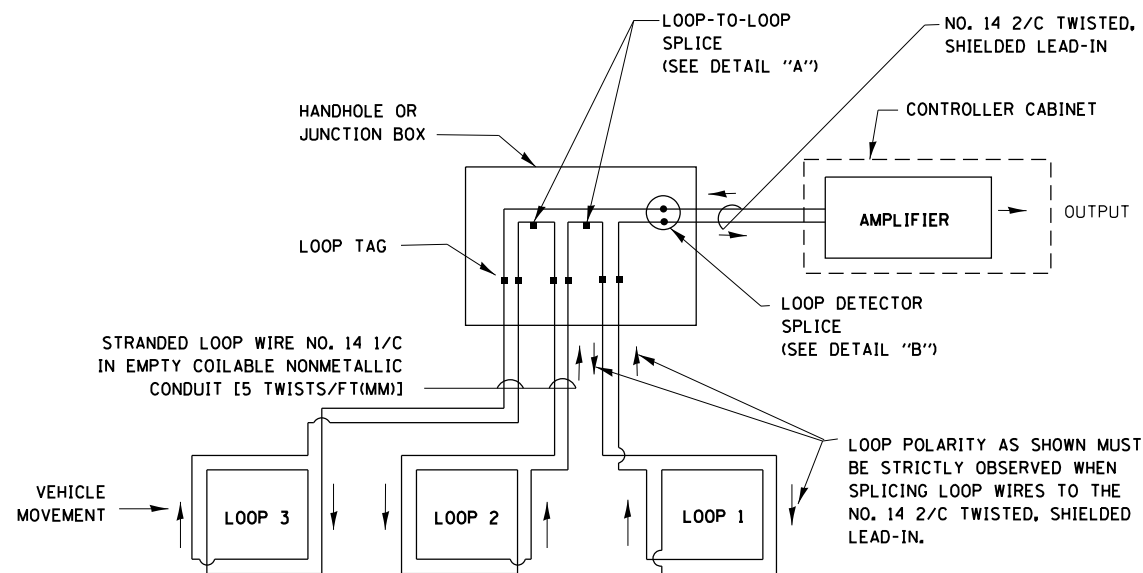 LOOP-TO-LOOP
SPLICE
(SEE DETAIL "A")
NO. 14 2/C TWISTED,
SHIELDED LEAD-IN
HANDHOLE OR
JUNCTION BOX
CONTROLLER CABINET
AMPLIFIER
OUTPUT
LOOP TAG
LOOP DETECTOR
SPLICE
(SEE DETAIL "B")
STRANDED LOOP WIRE NO. 14 1/C
IN EMPTY COILABLE NONMETALLIC
CONDUIT [5 TWISTS/FT(MM)]
LOOP POLARITY AS SHOWN MUST
BE STRICTLY OBSERVED WHEN
SPLICING LOOP WIRES TO THE
NO. 14 2/C TWISTED, SHIELDED
LEAD-IN.
VEHICLE
MOVEMENT
LOOP 3
LOOP 2
LOOP 1